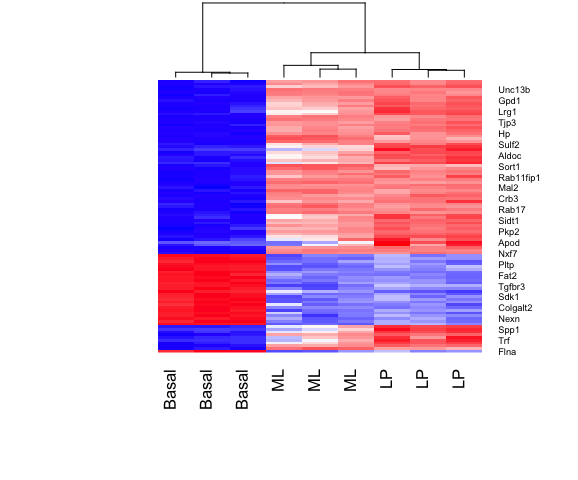 Unc13b
Gpd1
Lrg1
Tjp3
Hp
Sulf2
Aldoc
Sort1
Rab11fip1
Mal2
Crb3
Rab17
Sidt1
Pkp2
Apod
Nxf7
Pltp
Fat2
Tgfbr3
Sdk1
Colgalt2
Nexn
Spp1
Trf
Flna
Basal
Basal
Basal
ML
ML
ML
LP
LP
LP